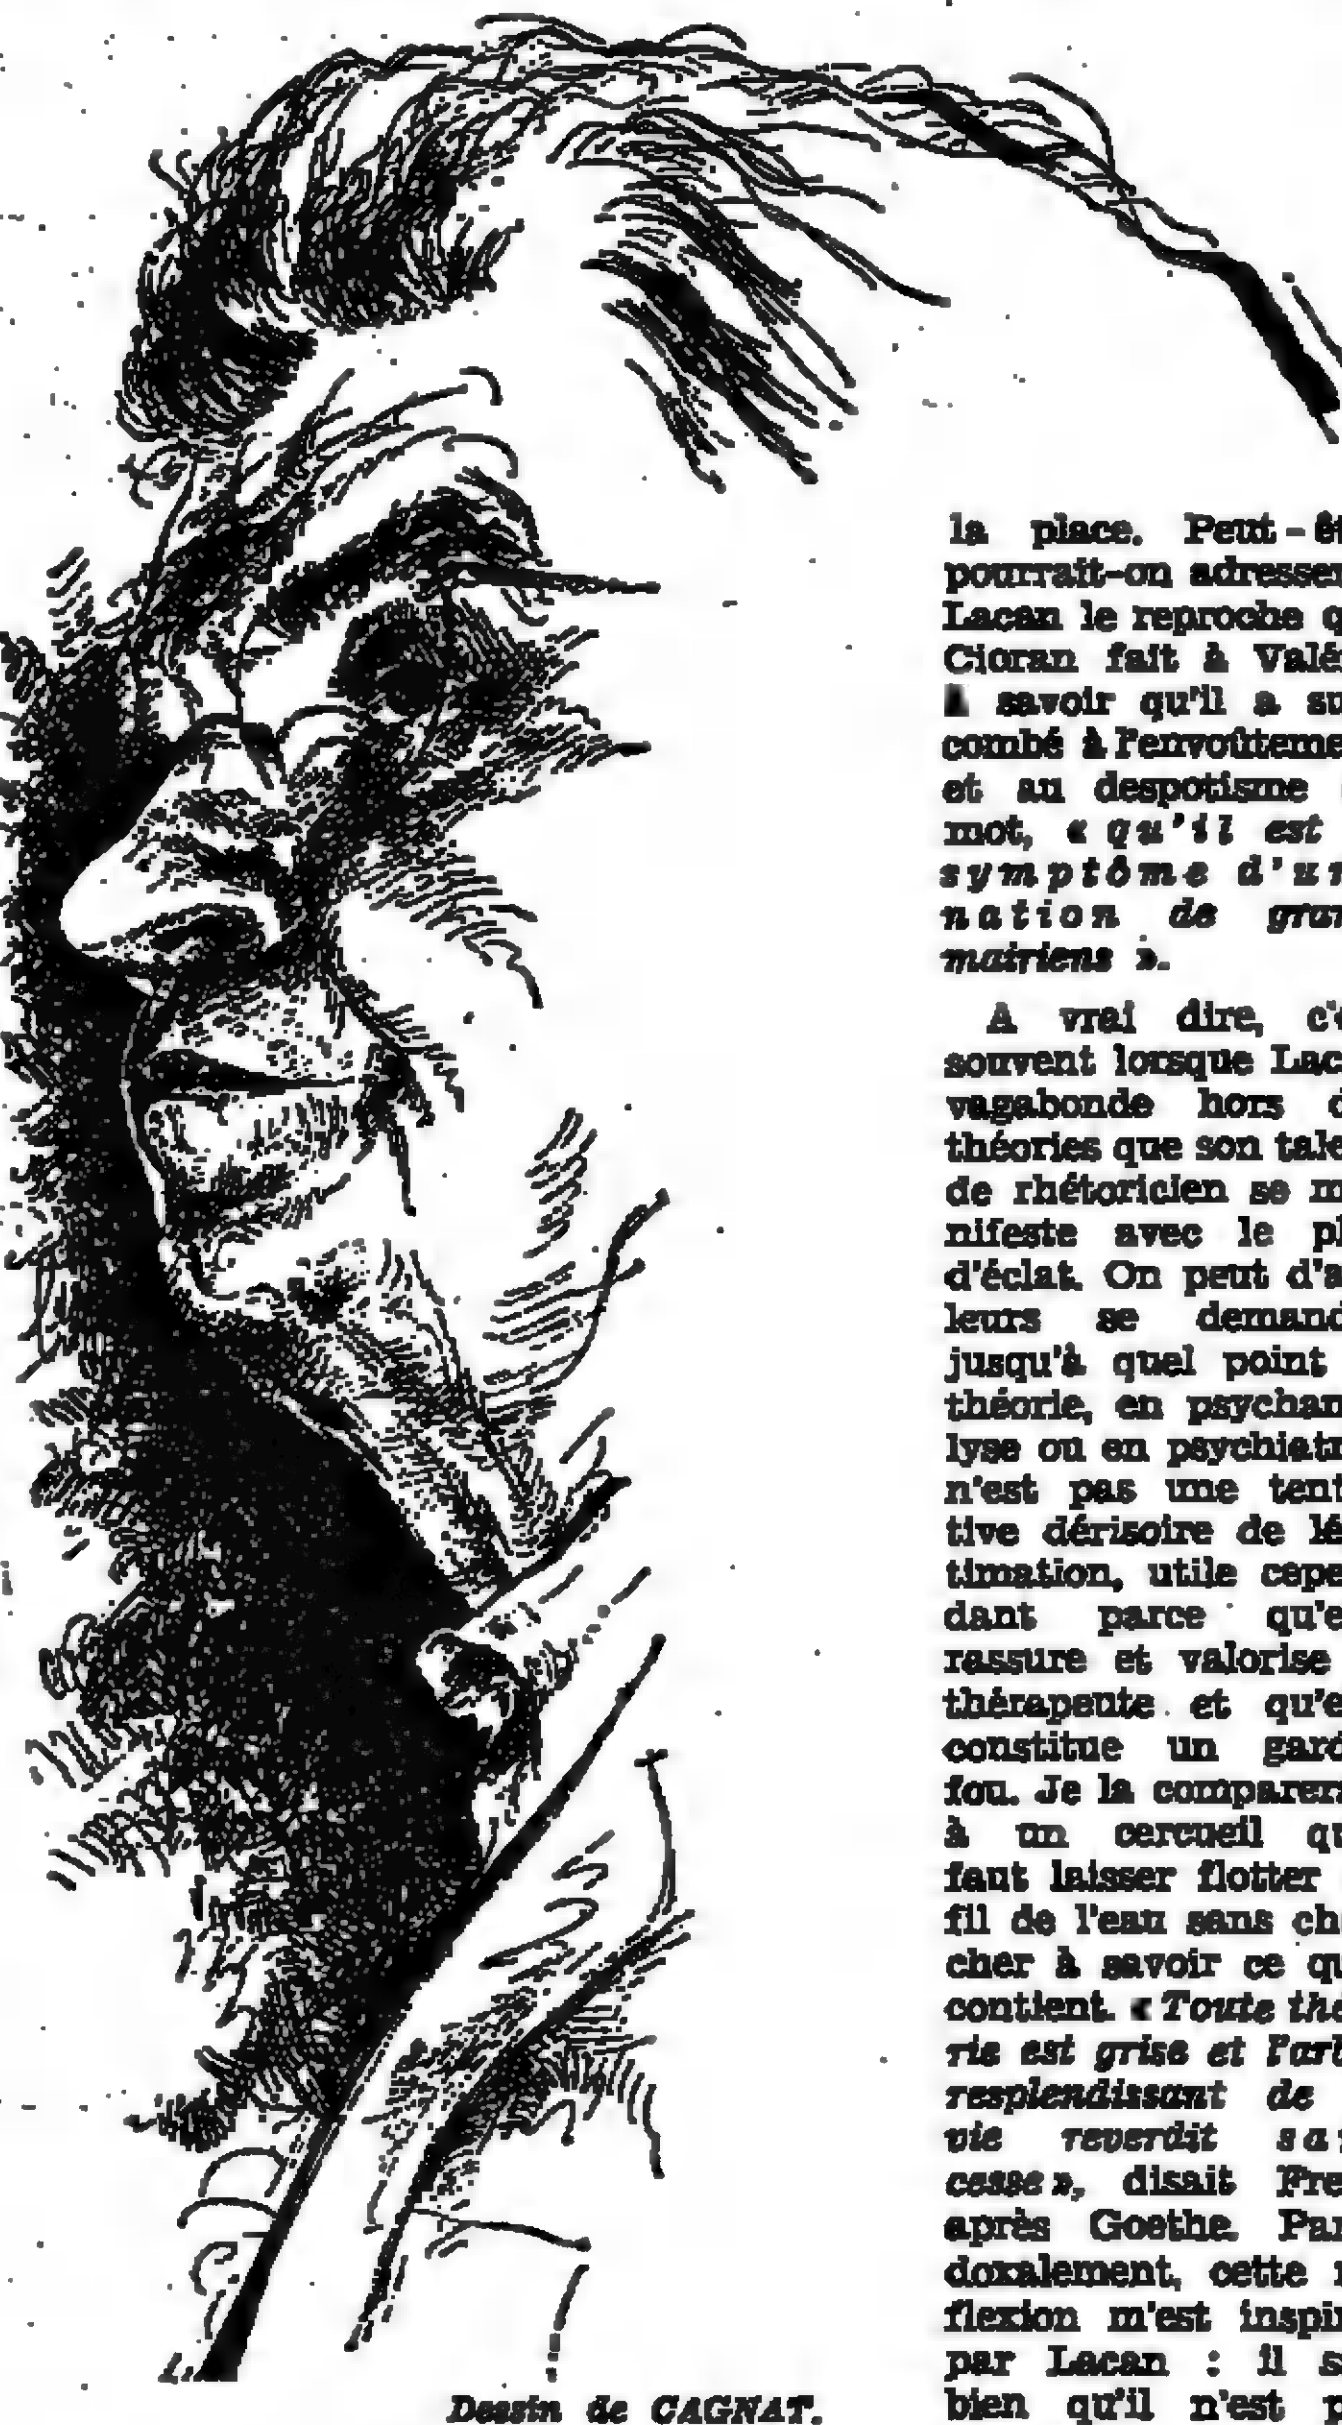 la place. Peut-êt
pourrait-on adresser
Lacan le reproche q
Cioran fait à Valé
à savoir qu'il a su
combé à l'envoûteme
et au despotisme
mot, « qu'il est
symptôme d'un
nation de gram
mairiens ».
A vrai dire, c'e
souvent lorsque Lac
vagabonde hors d
théories que son tale
de rhétoricien se m
nifeste avec le pl
d'éclat. On peut d'a
leurs se demand
jusqu'à quel point
théorie, en psychan
lyse ou en psychiatr
n'est pas une tent
tive dérisoire de lé
timation, utile cepe
dant parce qu'e
rassure et valorise
thérapeute et qu'e
constitue un gard
fou. Je la comparera
à un cercueil qu
faut laisser flotter
fil de l'eau sans ch
cher à savoir ce qu
contient. « Toute thé
rie est grise et l'arb
resplendissant de
vie reverdit san
cesse », disait Fre
après Goethe. Par
doxalement, cette r
flexion m'est inspir
par Lacan : il s
bien qu'il n'est p
Dessin de CAGNAT.